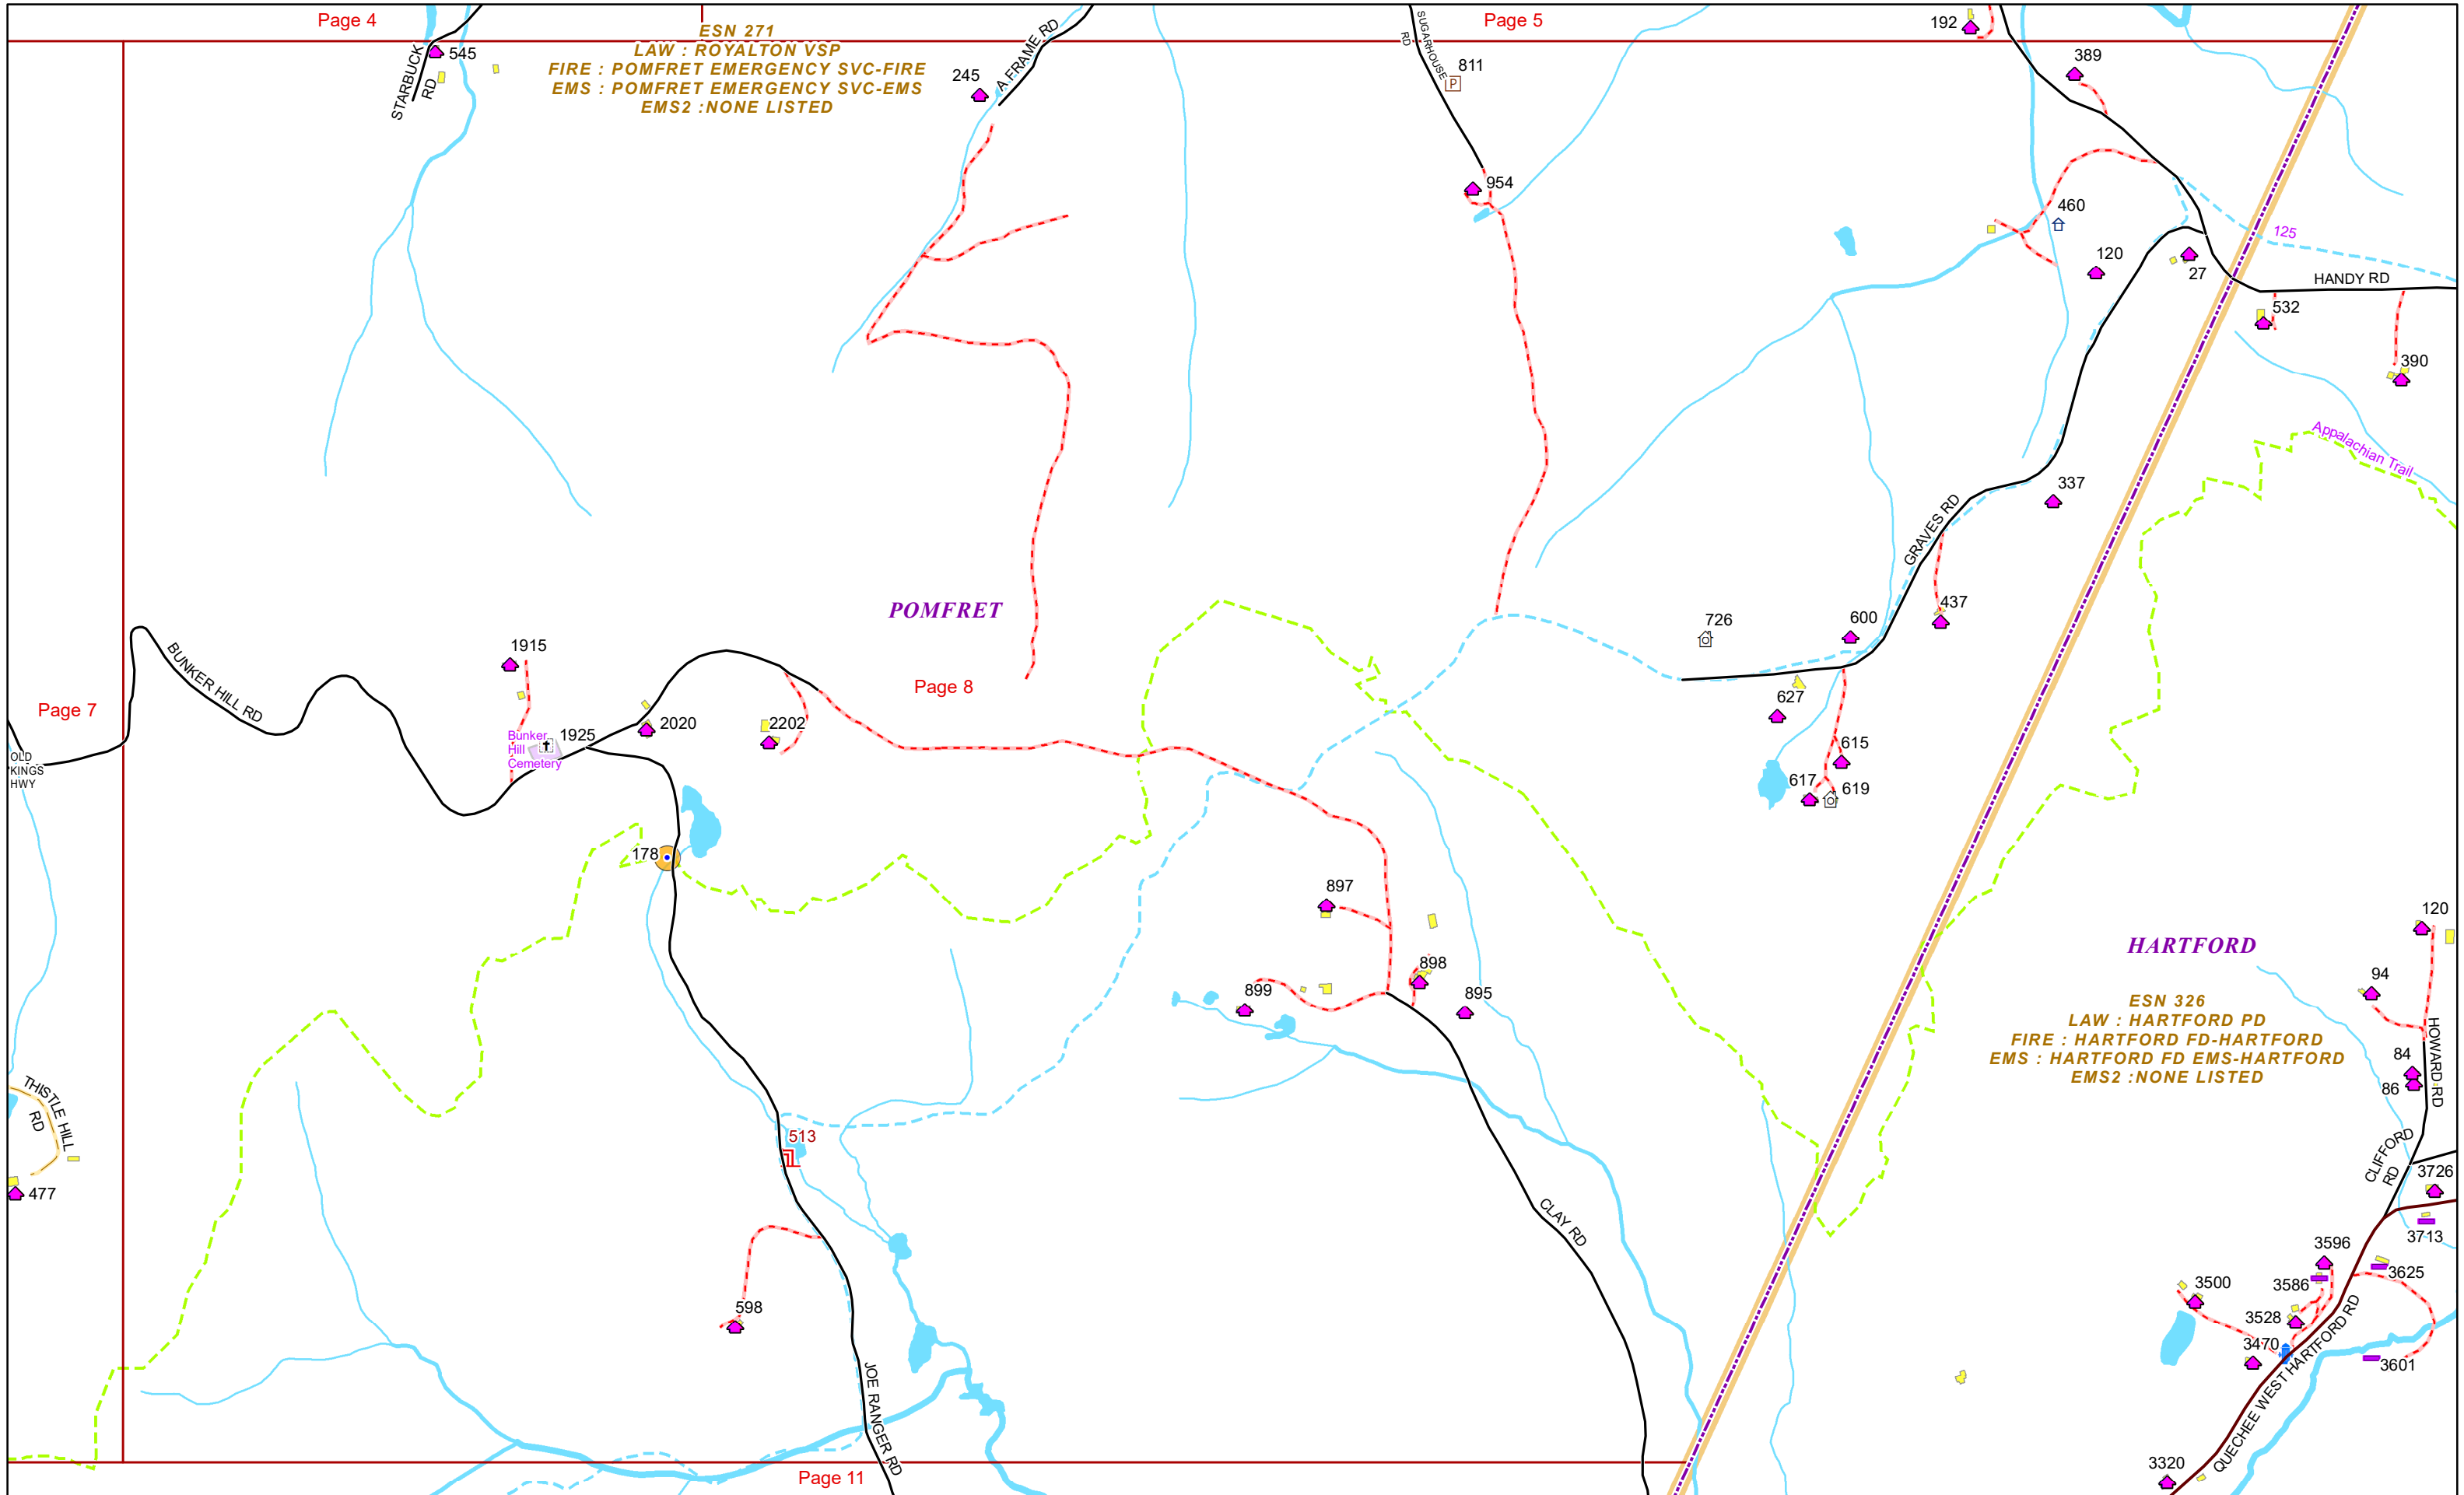 Page 4
Page 5
ESN 271
LAW : ROYALTON VSP
FIRE : POMFRET EMERGENCY SVC-FIRE
EMS : POMFRET EMERGENCY SVC-EMS
EMS2 :NONE LISTED
STARBUCK
RD
545
245
A FRAME RD
SUGARHOUSE
RD
811
P
954
192
389
460
120
27
125
HANDY RD
532
390
Appalachian Trail
337
GRAVES RD
437
600
726
627
615
617
619
POMFRET
Page 8
Page 7
BUNKER HILL RD
OLD
KINGS
HWY
1915
1925
Bunker
Hill
Cemetery
2020
2202
178
897
898
899
895
HARTFORD
ESN 326
LAW : HARTFORD PD
FIRE : HARTFORD FD-HARTFORD
EMS : HARTFORD FD EMS-HARTFORD
EMS2 :NONE LISTED
120
94
84
86
HOWARD RD
CLIFFORD
RD
THISTLE HILL
RD
477
513
598
JOE RANGER RD
CLAY RD
3726
3713
3596
3586
3625
3500
3528
3470
3601
QUECHEE WEST HARTFORD RD
3320
Page 11